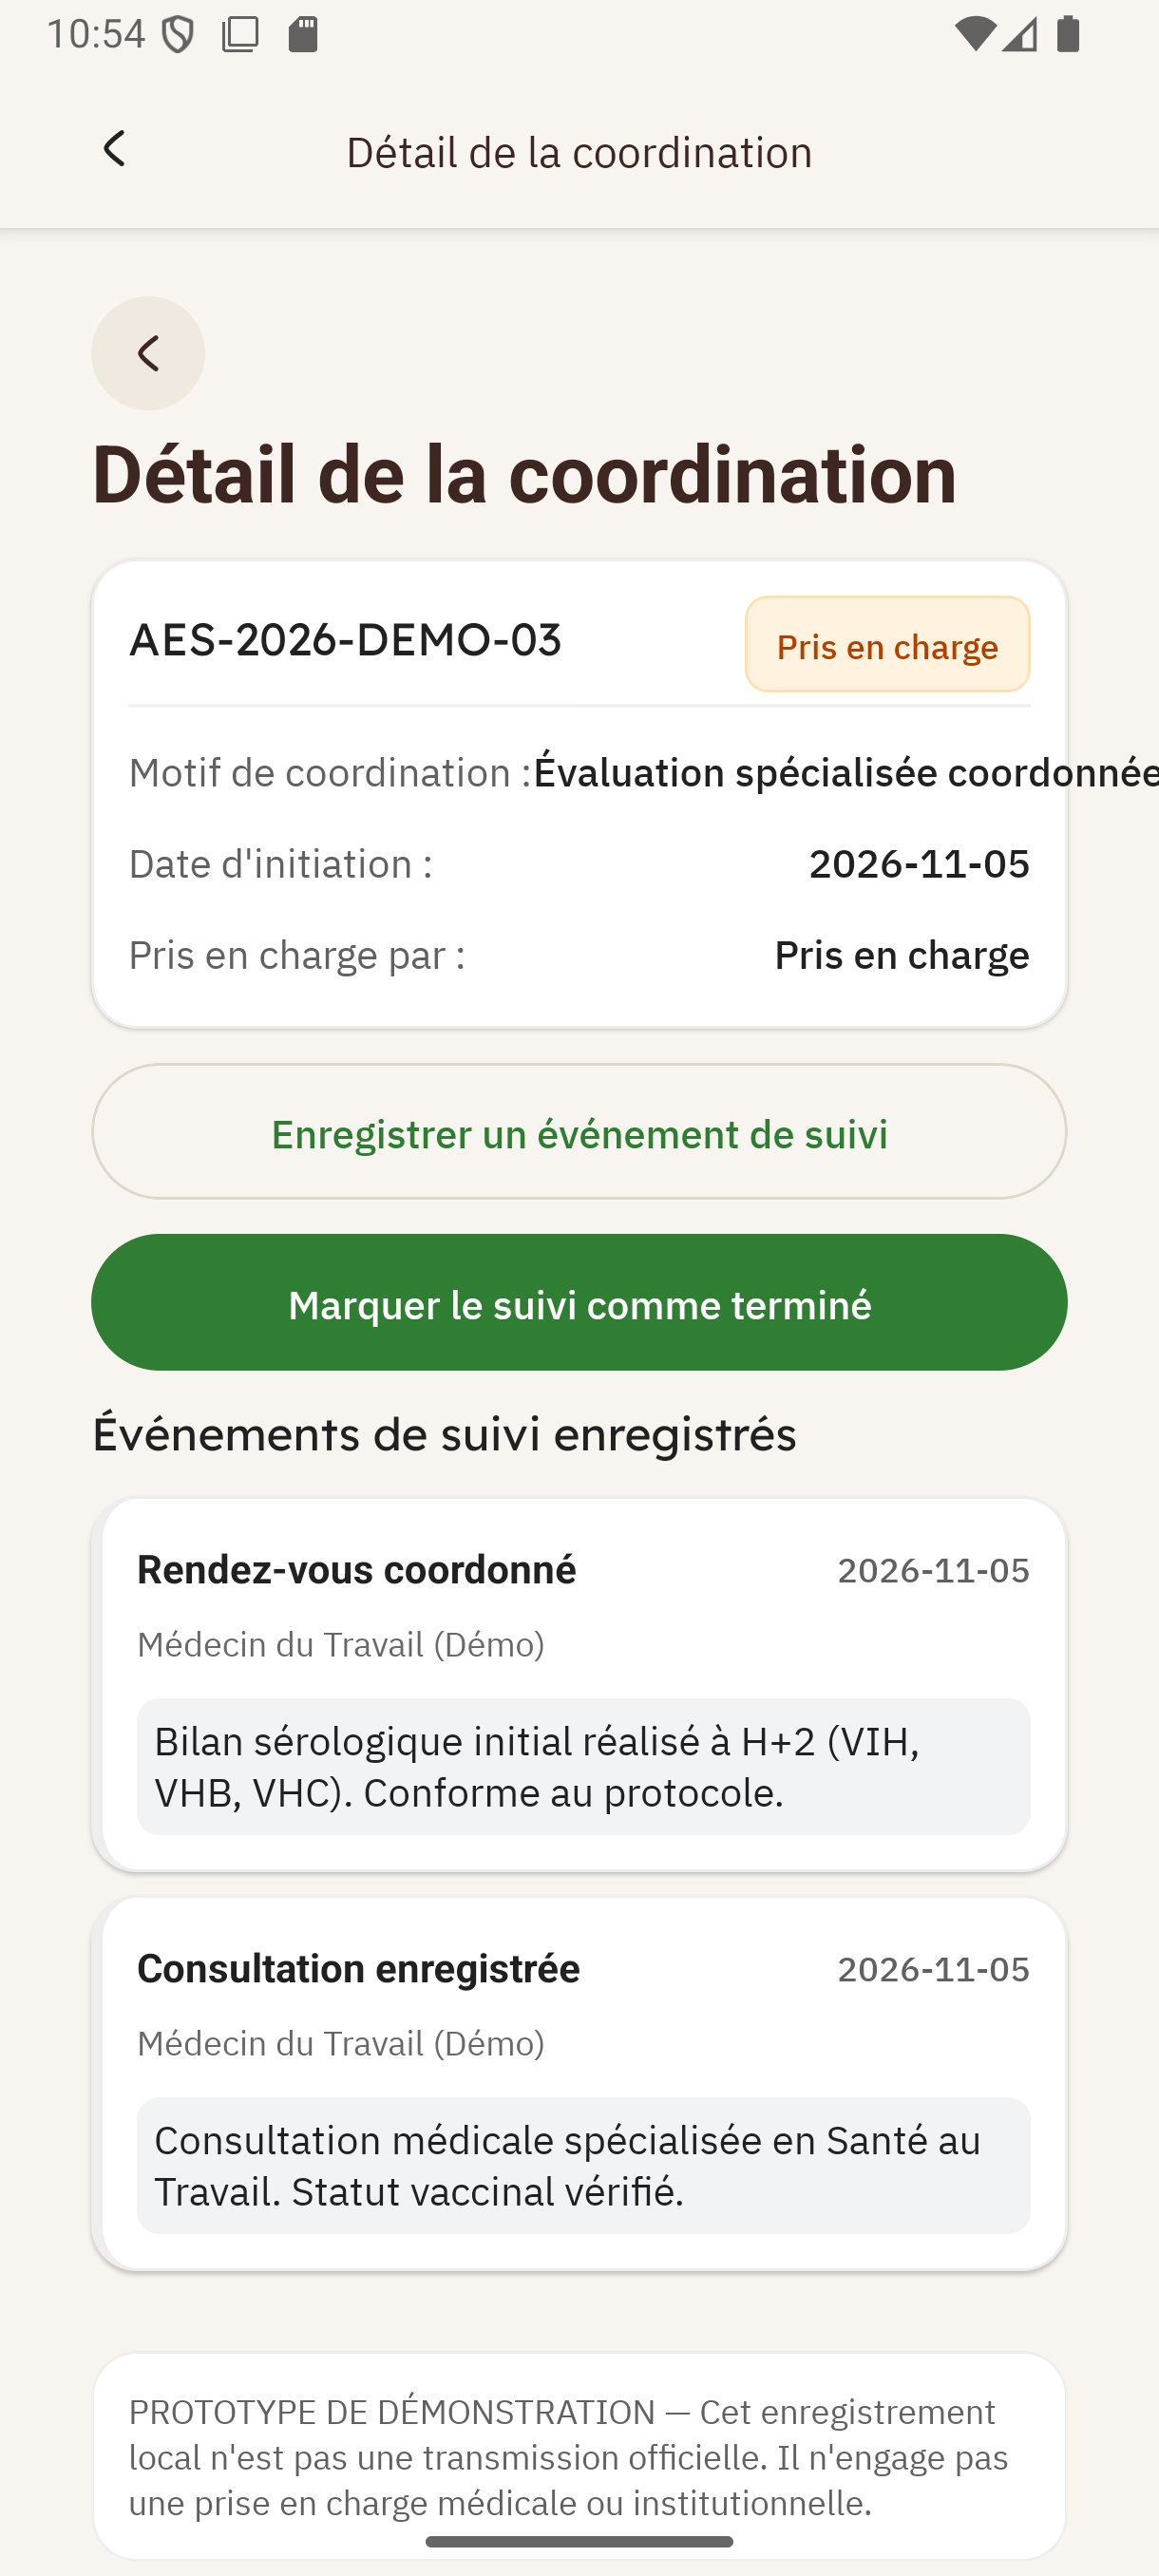 10:54
Détail de la coordination
Détail de la coordination
AES-2026-DEMO-03
Pris en charge
Motif de coordination :Évaluation spécialisée coordonnée
Date d'initiation :
2026-11-05
Pris en charge par :
Pris en charge
Enregistrer un événement de suivi
Marquer le suivi comme terminé
Événements de suivi enregistrés
Rendez-vous coordonné
2026-11-05
Médecin du Travail (Démo)
Bilan sérologique initial réalisé à H+2 (VIH,
VHB, VHC). Conforme au protocole.
Consultation enregistrée
2026-11-05
Médecin du Travail (Démo)
Consultation médicale spécialisée en Santé au
Travail. Statut vaccinal vérifié.
PROTOTYPE DE DÉMONSTRATION — Cet enregistrement
local n'est pas une transmission officielle. Il n'engage pas
une prise en charge médicale ou institutionnelle.